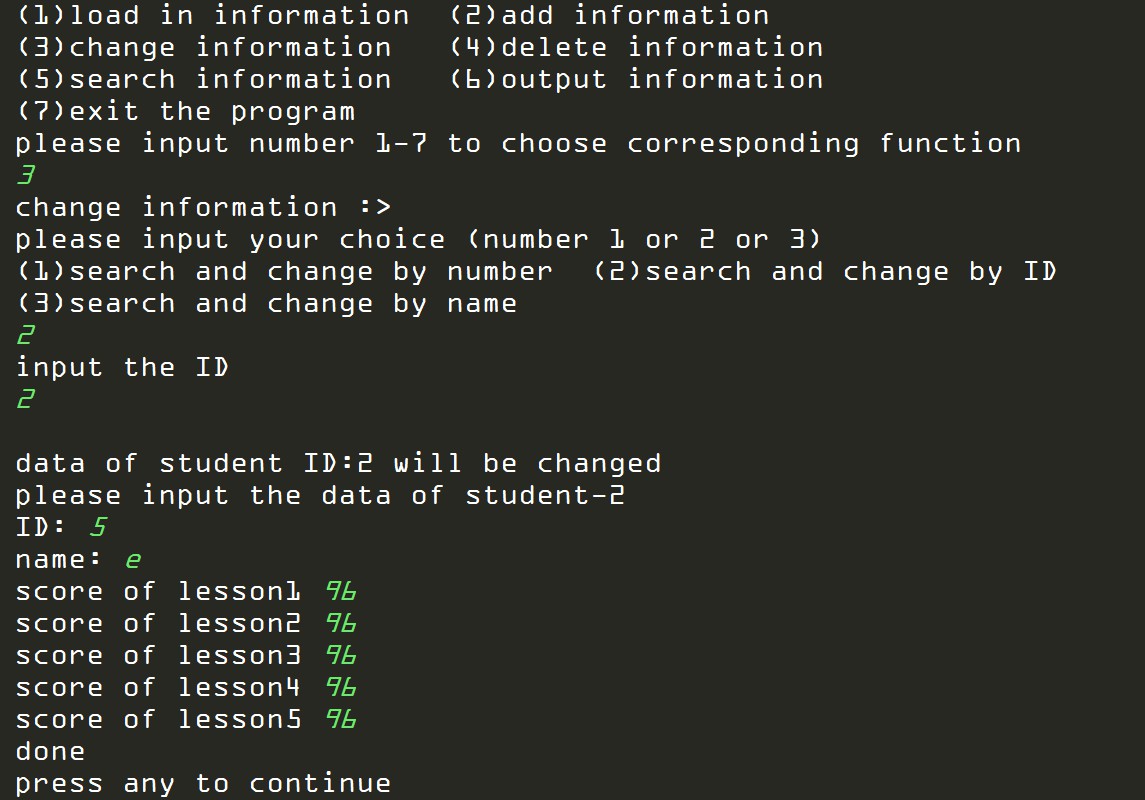 (1)load in information  (2)add information
(3)change information   (4)delete information
(5)search information   (6)output information
(7)exit the program
please input number 1-7 to choose corresponding function
3
change information :>
please input your choice (number 1 or 2 or 3)
(1)search and change by number  (2)search and change by ID
(3)search and change by name
2
input the ID
2
data of student ID:2 will be changed
please input the data of student-2
ID: 5
name: e
score of lesson1 96
score of lesson2 96
score of lesson3 96
score of lesson4 96
score of lesson5 96
done
press any to continue